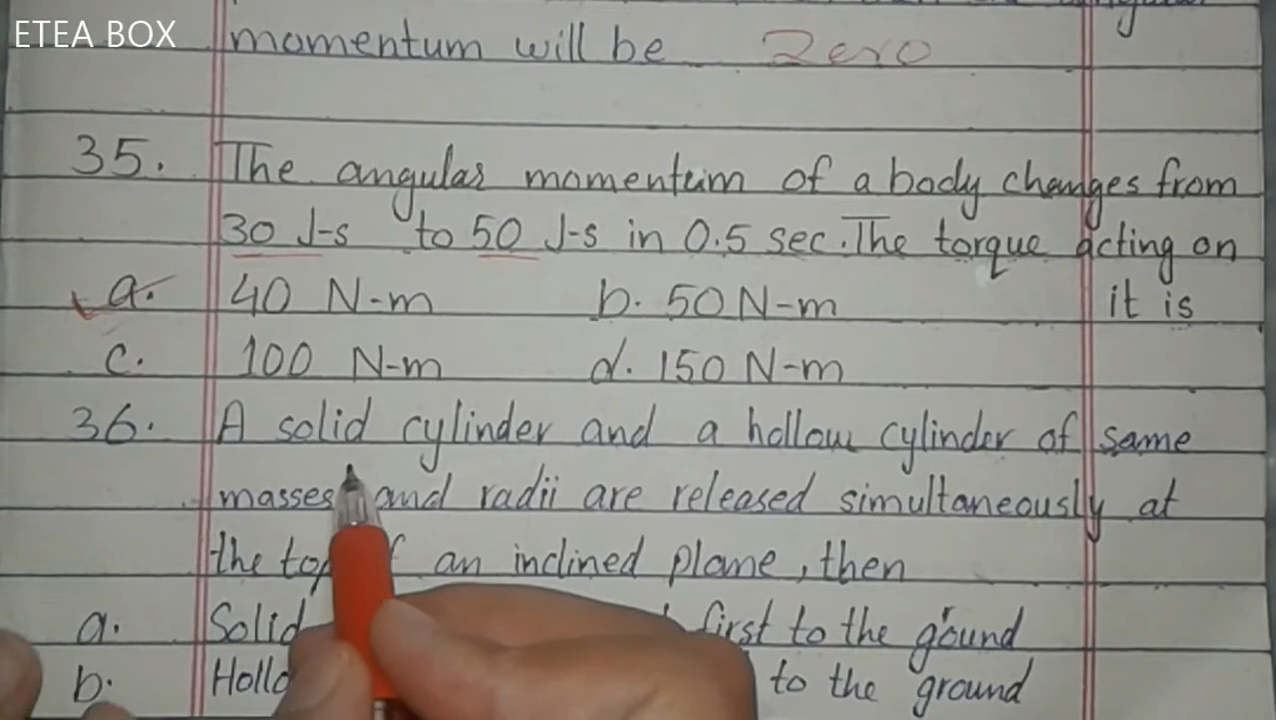 ETEA BOX
momentum will be Zero
35. The angular momentum of a body changes from
30 J-s to 50 J-s in 0.5 sec. The torque acting on
a. 40 N-m b. 50 N-m it is
c. 100 N-m d. 150 N-m
36. A solid cylinder and a hollow cylinder of same
masses and radii are released simultaneously at
the top of an inclined plane, then
a. Solid first to the gound
b. to the ground